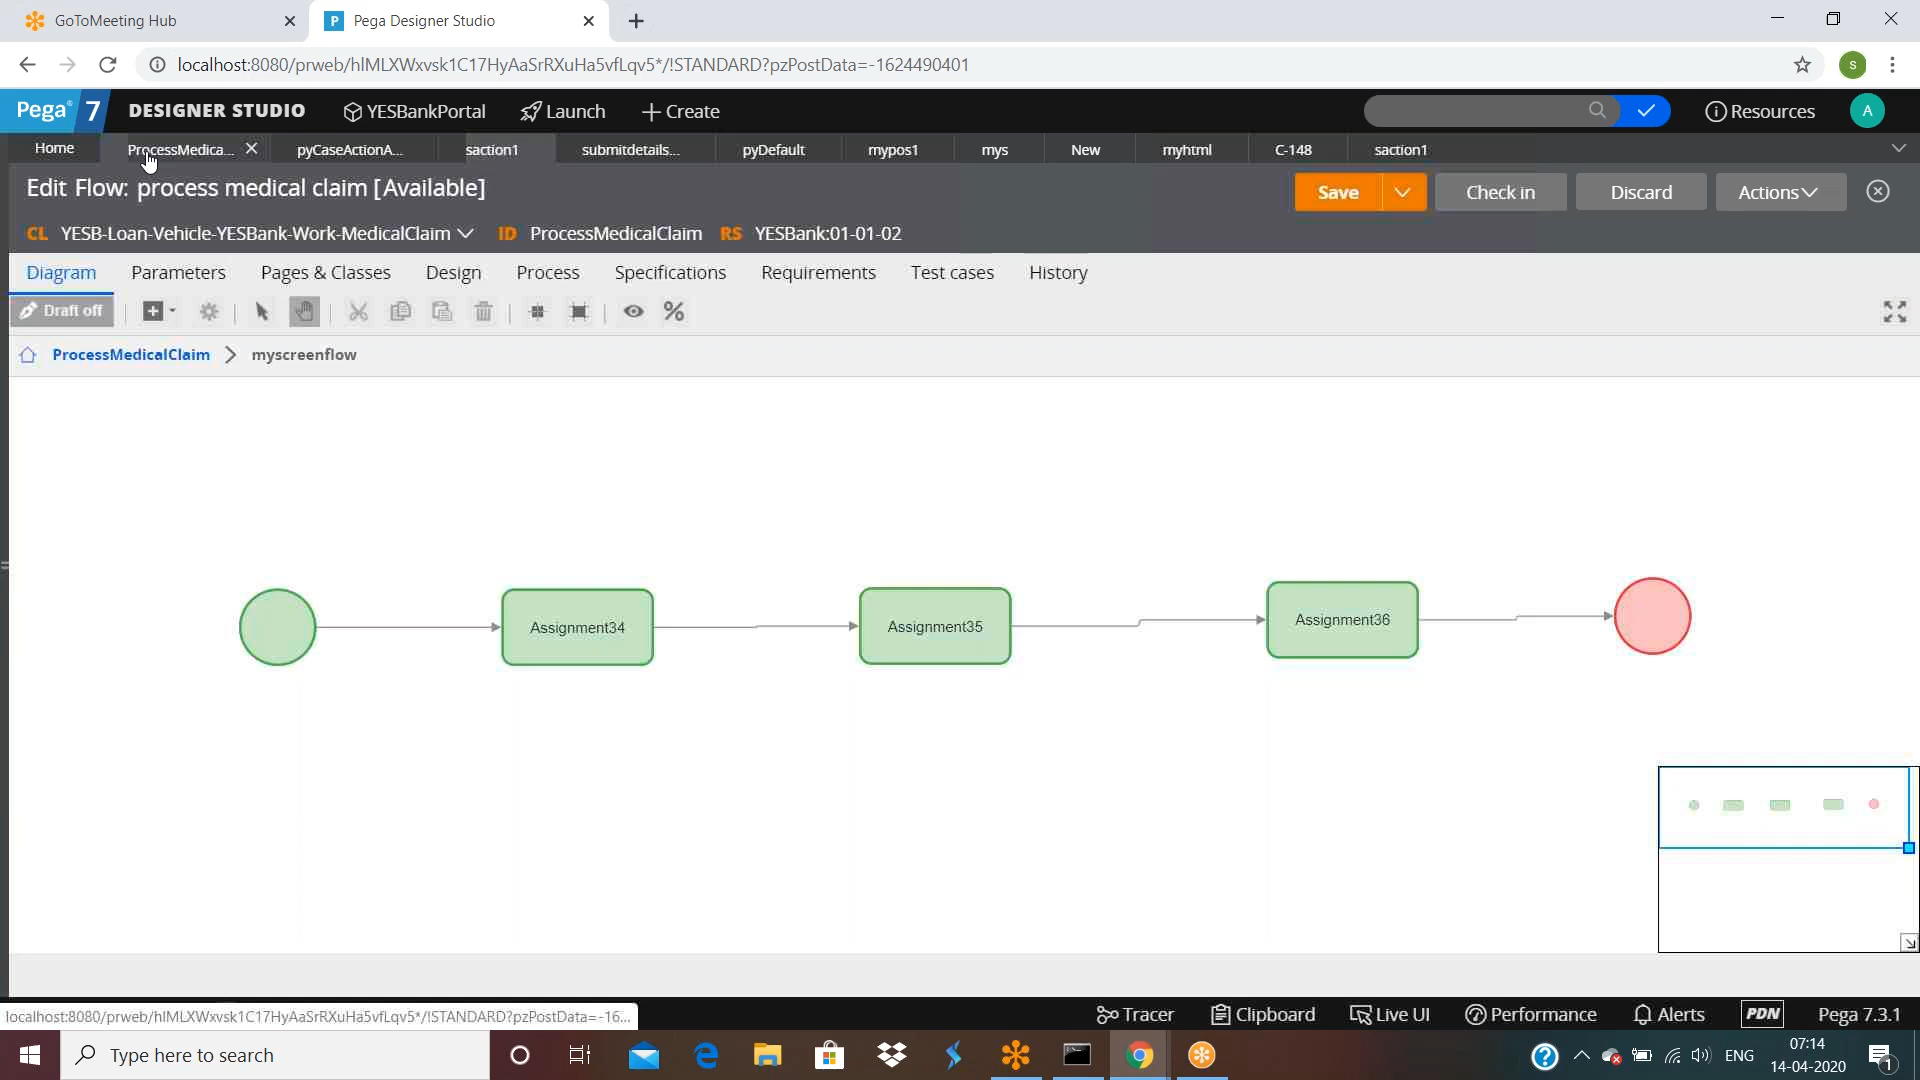 GoToMeeting Hub
P Pega Designer Studio
localhost:8080/prweb/hIMLXWxvsk1C17HyAaSrRXuHa5vfLqv5*/!STANDARD?pzPostData=-1624490401
s
Pega 7 DESIGNER STUDIO YESBankPortal Launch Create Resources A
Home ProcessMedica... pyCaseActionA... saction1 submitdetails... pyDefault mypos1 mys New myhtml C-148 saction1
Edit Flow: process medical claim [Available]
Save Check in Discard Actions
CL YESB-Loan-Vehicle-YESBank-Work-MedicalClaim ID ProcessMedicalClaim RS YESBank:01-01-02
Diagram Parameters Pages & Classes Design Process Specifications Requirements Test cases History
Draft off %
ProcessMedicalClaim > myscreenflow
Assignment34 Assignment35 Assignment36
localhost:8080/prweb/hIMLXWxvsk1C17HyAaSrRXuHa5vfLqv5*/!STANDARD?pzPostData=-16...
Tracer Clipboard Live UI Performance Alerts PDN Pega 7.3.1
Type here to search
ENG
07:14
14-04-2020
1